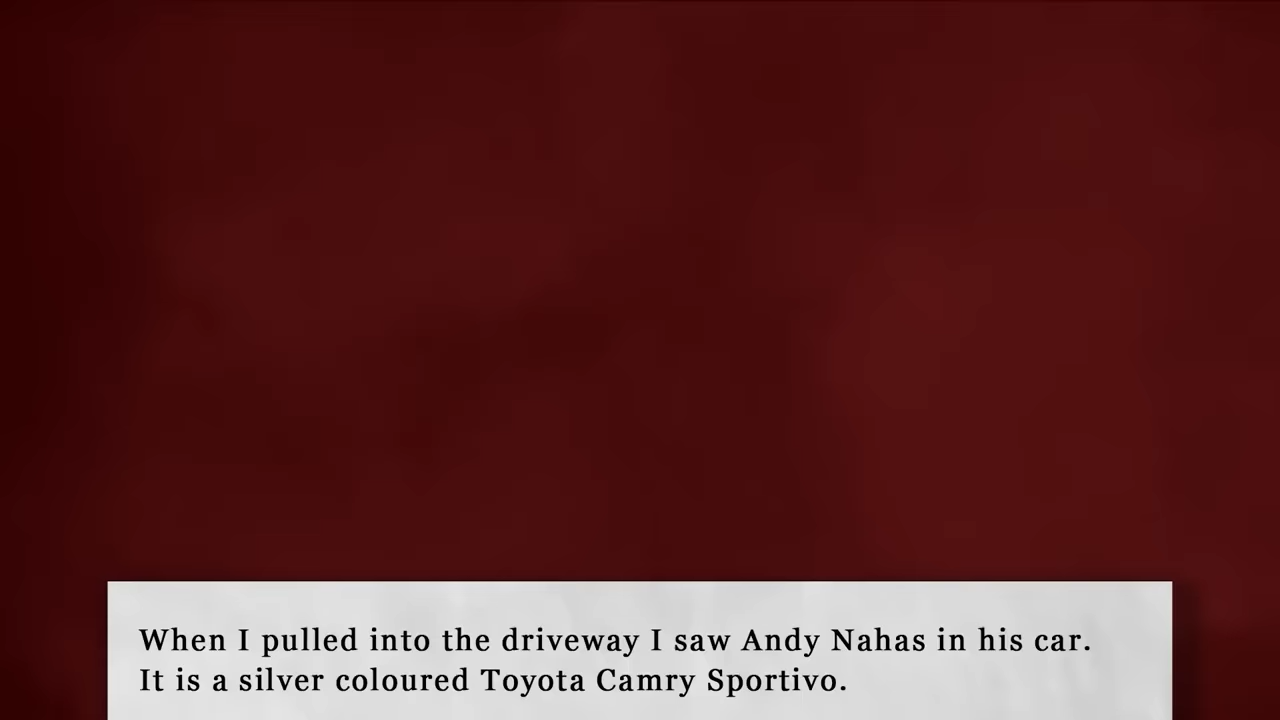 When I pulled into the driveway I saw Andy Nahas in his car.
It is a silver coloured Toyota Camry Sportivo.